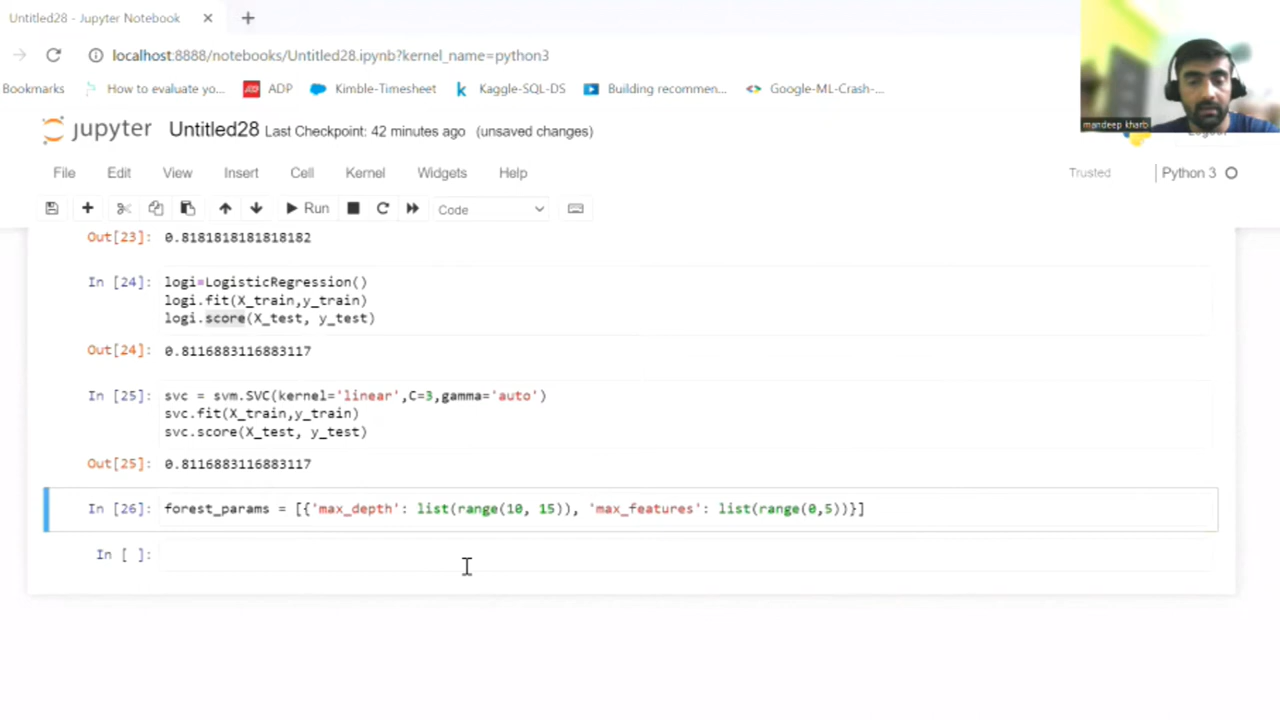 Untitled28 - Jupyter Notebook
localhost:8888/notebooks/Untitled28.ipynb?kernel_name=python3
Bookmarks How to evaluate yo... ADP Kimble-Timesheet Kaggle-SQL-DS Building recommen... Google-ML-Crash-...
mandeep kharb
jupyter Untitled28 Last Checkpoint: 42 minutes ago (unsaved changes) Logout
File Edit View Insert Cell Kernel Widgets Help Trusted Python 3
Run Code
Out[23]: 0.8181818181818182
In [24]: logi=LogisticRegression()
logi.fit(X_train,y_train)
logi.score(X_test, y_test)
Out[24]: 0.8116883116883117
In [25]: svc = svm.SVC(kernel='linear',C=3,gamma='auto')
svc.fit(X_train,y_train)
svc.score(X_test, y_test)
Out[25]: 0.8116883116883117
In [26]: forest_params = [{'max_depth': list(range(10, 15)), 'max_features': list(range(0,5))}]
In [ ]: